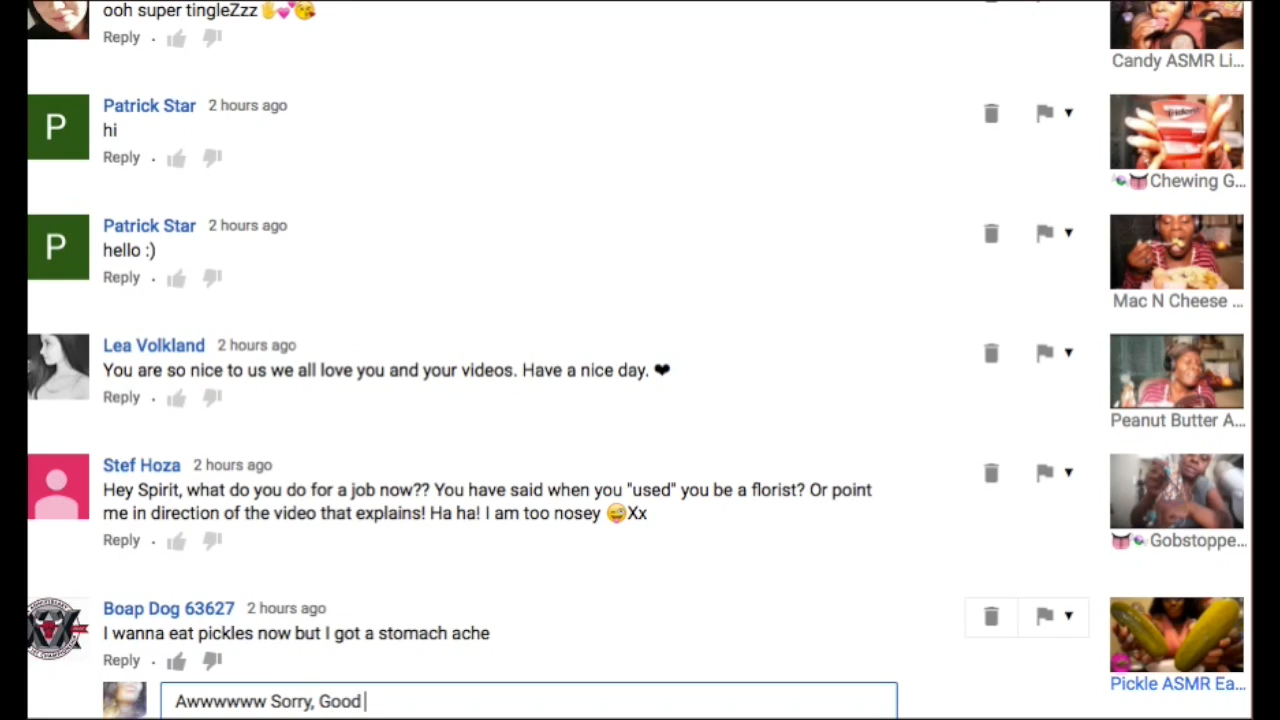 ooh super tingleZzz 🖐💕😘
Reply .
Candy ASMR Li...
P
Patrick Star 2 hours ago
hi
Reply .
Trident
Chewing G...
P
Patrick Star 2 hours ago
hello :)
Reply .
Mac N Cheese ...
Lea Volkland 2 hours ago
You are so nice to us we all love you and your videos. Have a nice day. ❤
Reply .
Peanut Butter A...
Stef Hoza 2 hours ago
Hey Spirit, what do you do for a job now?? You have said when you "used" you be a florist? Or point
me in direction of the video that explains! Ha ha! I am too nosey 😜Xx
Reply .
Gobstoppe...
Boap Dog 63627 2 hours ago
I wanna eat pickles now but I got a stomach ache
Reply .
Pickle ASMR Ea...
Awwwwww Sorry, Good